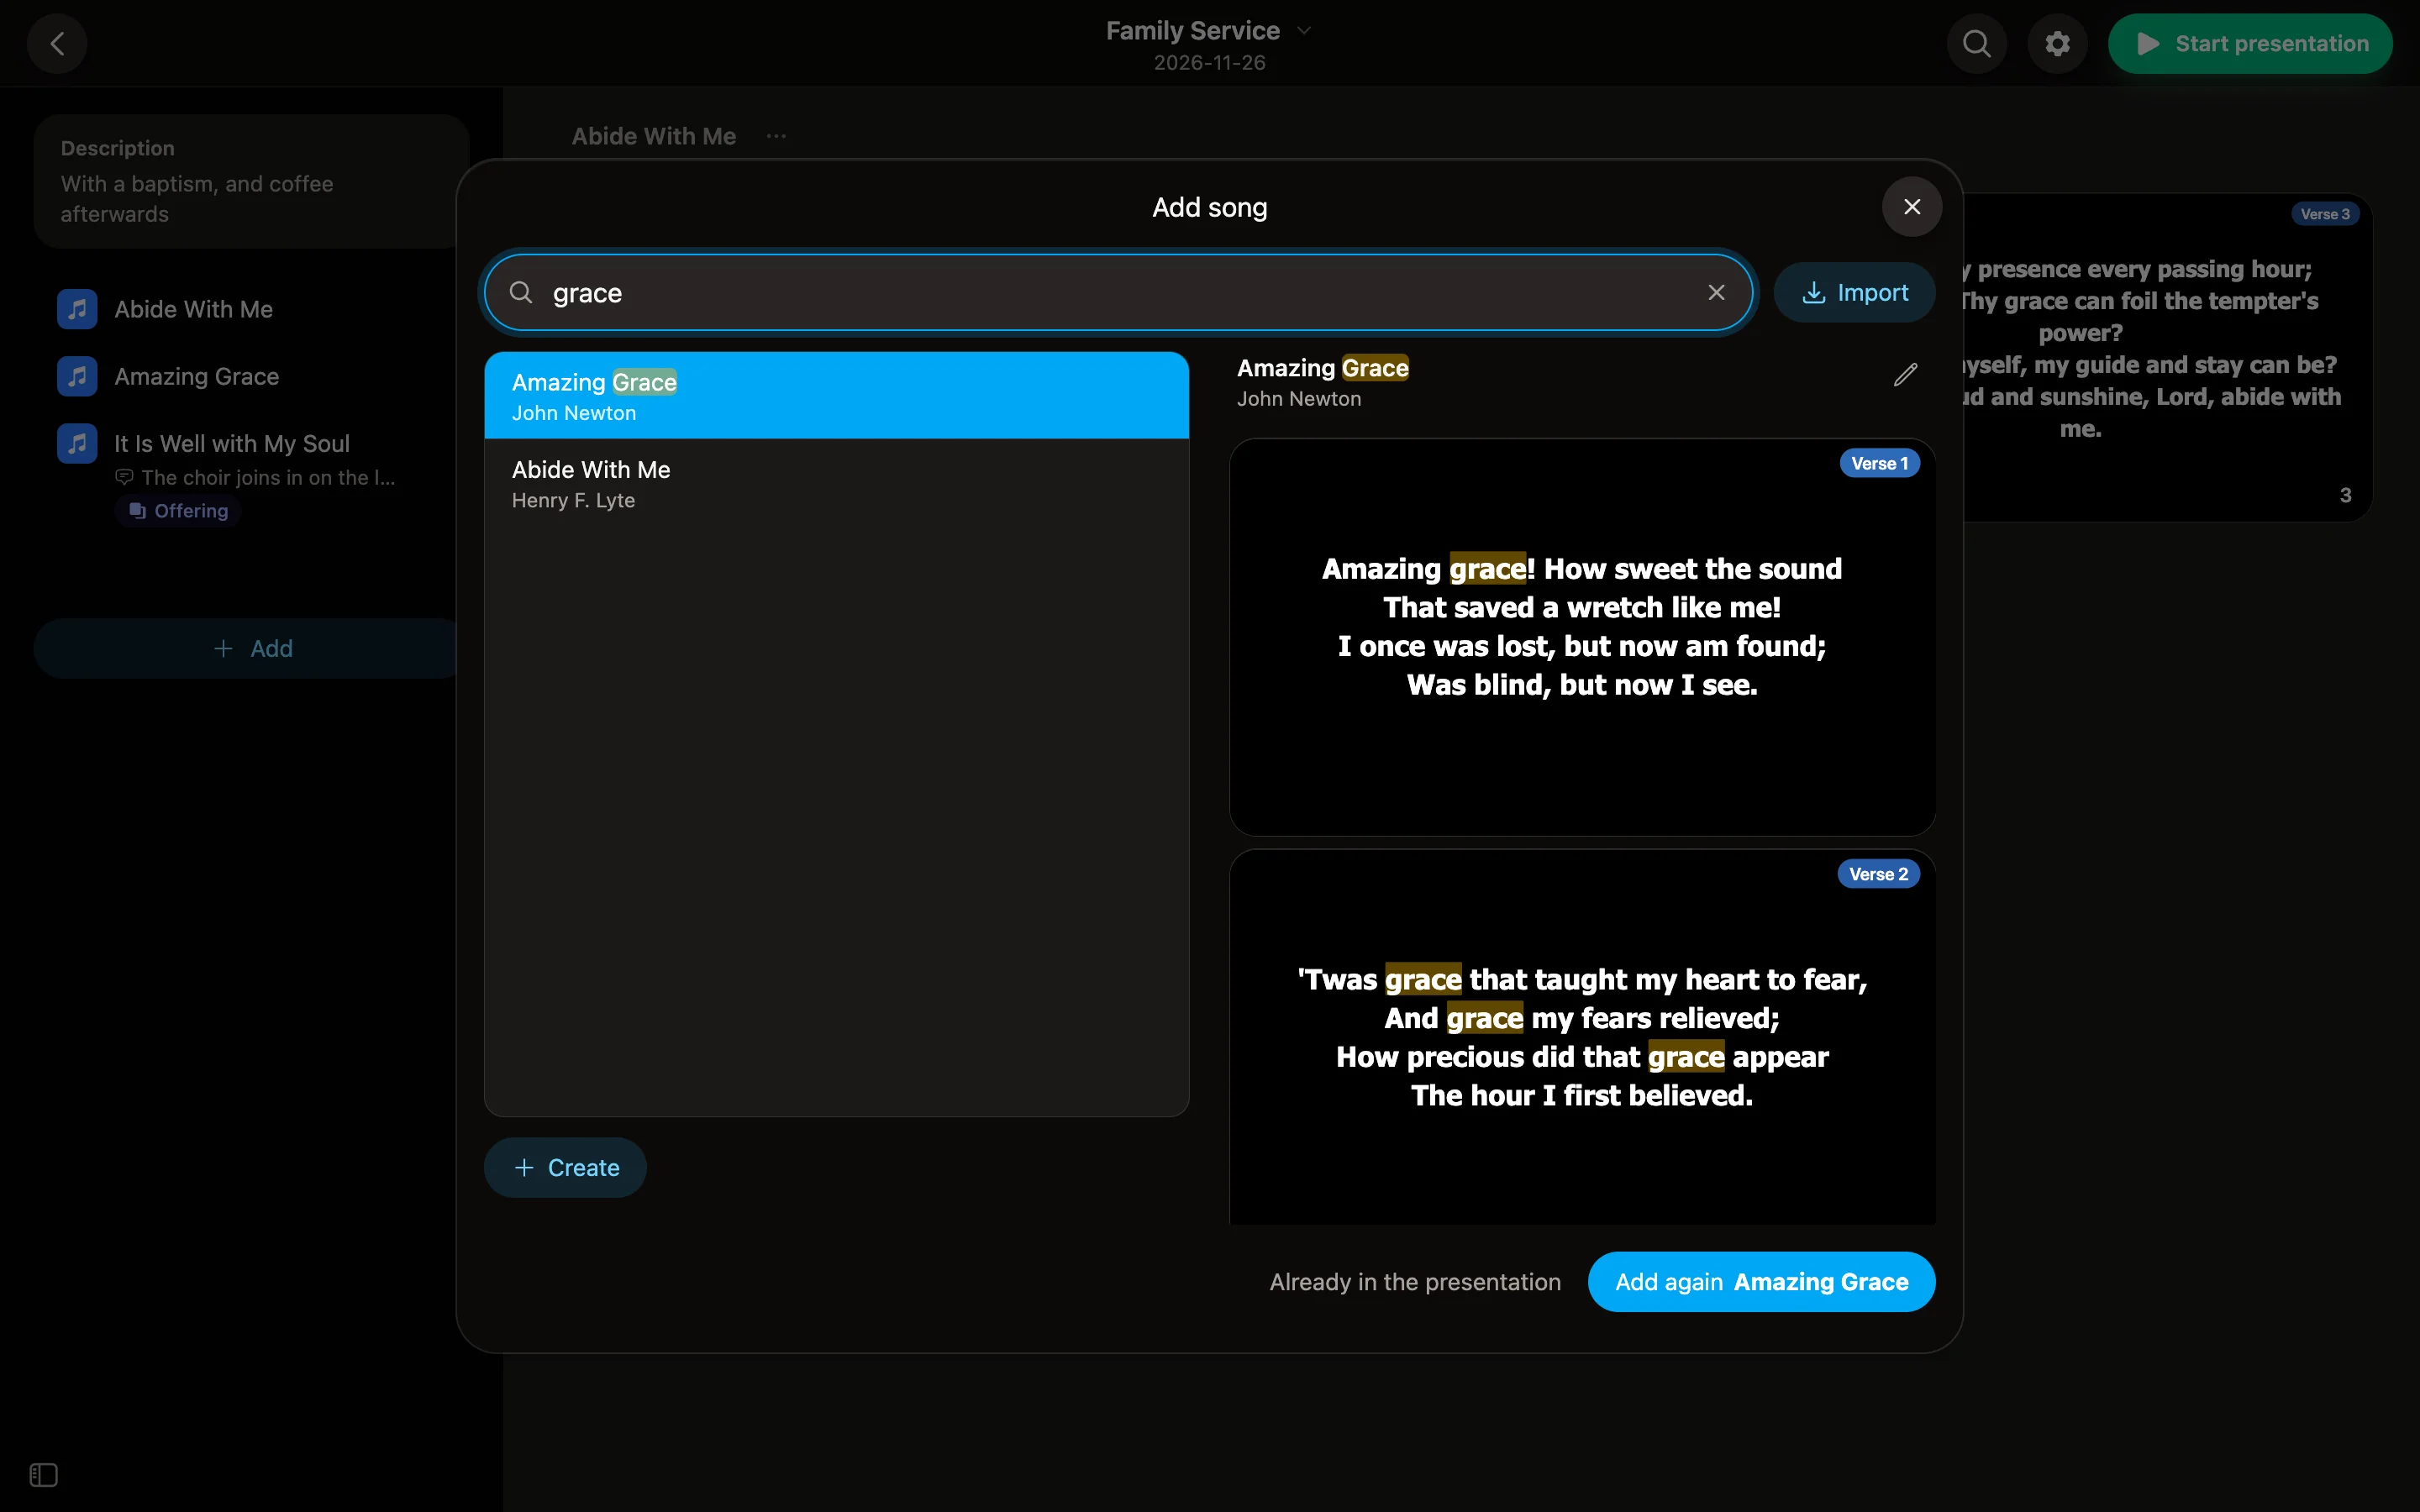 Family Service
2026-11-26
Start presentation
Description
With a baptism, and coffee
afterwards
Abide With Me
Amazing Grace
It Is Well with My Soul
The choir joins in on the l...
Offering
+ Add
Abide With Me ...
Verse 3
y presence every passing hour;
Thy grace can foil the tempter's
power?
yself, my guide and stay can be?
ud and sunshine, Lord, abide with
me.
3
Add song
grace
Import
Amazing Grace
John Newton
Abide With Me
Henry F. Lyte
+ Create
Amazing Grace
John Newton
Verse 1
Amazing grace! How sweet the sound
That saved a wretch like me!
I once was lost, but now am found;
Was blind, but now I see.
Verse 2
'Twas grace that taught my heart to fear,
And grace my fears relieved;
How precious did that grace appear
The hour I first believed.
Already in the presentation
Add again Amazing Grace